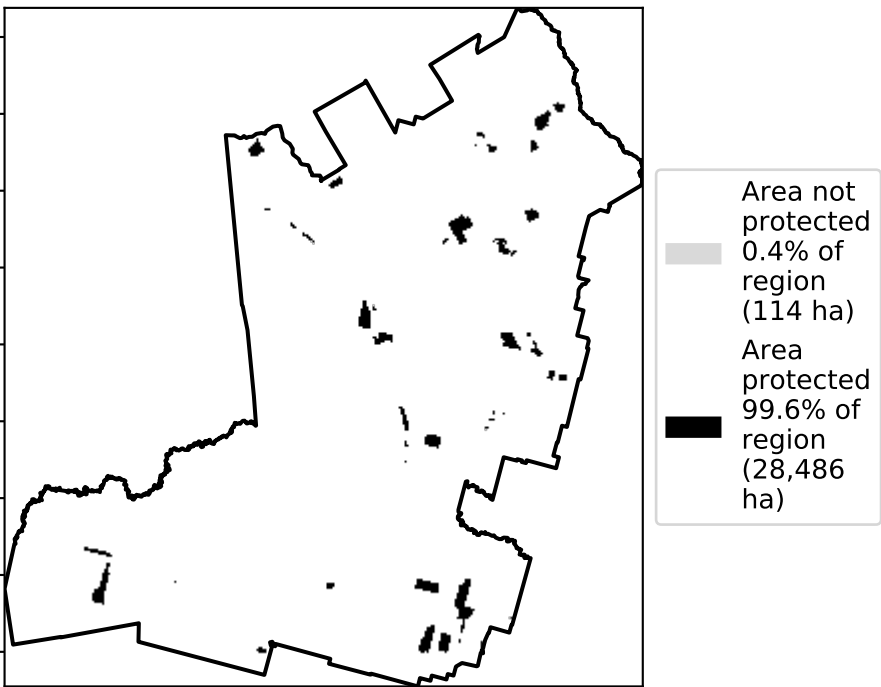 Area not
protected
0.4% of
region
(114 ha)
Area
protected
99.6% of
region
(28,486
ha)